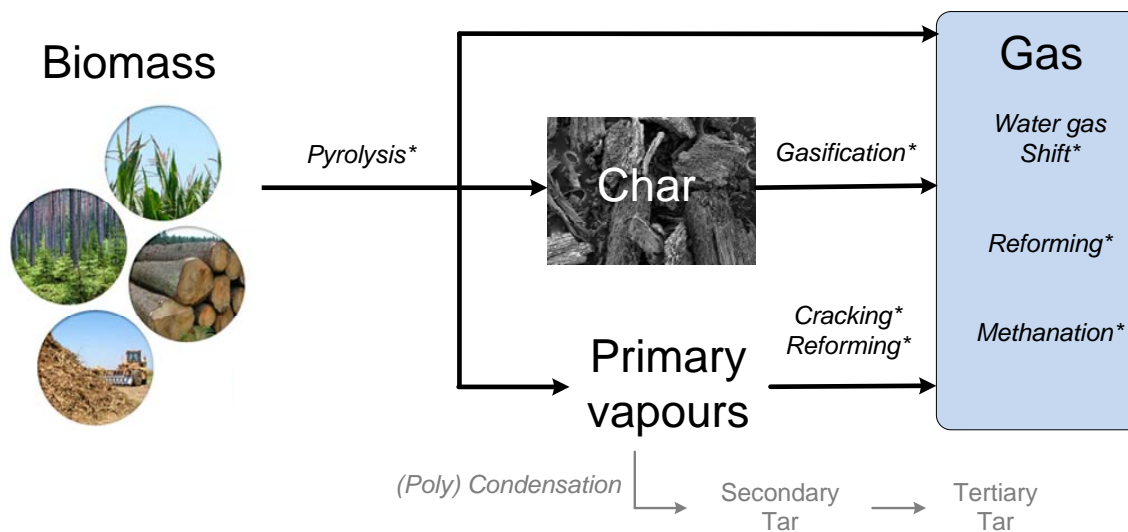 Biomass
Pyrolysis*
Char
Gasification*
Primary
vapours
Cracking*
Reforming*
Gas
Water gas
Shift*
Reforming*
Methanation*
(Poly) Condensation
Secondary
Tar
Tertiary
Tar